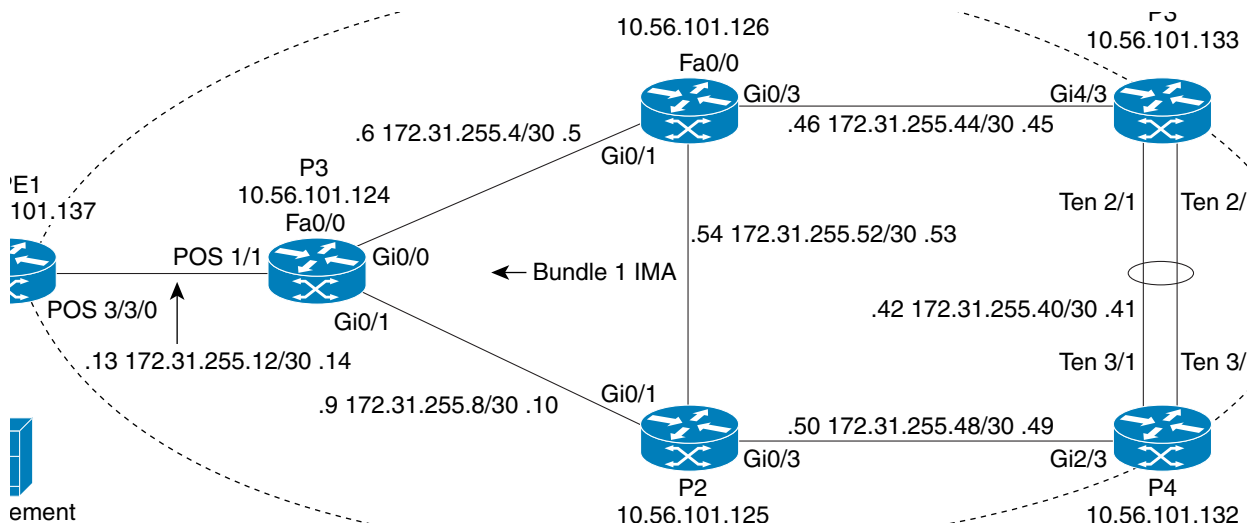 10.56.101.126
10.56.101.133
Fa0/0
Gi0/3
Gi4/3
.6 172.31.255.4/30 .5
.46 172.31.255.44/30 .45
Gi0/1
P3
10.56.101.124
Fa0/0
101.137
Ten 2/1
Ten 2/
.54 172.31.255.52/30 .53
POS 1/1
Gi0/0
Bundle 1 IMA
POS 3/3/0
Gi0/1
.42 172.31.255.40/30 .41
.13 172.31.255.12/30 .14
Ten 3/1
Ten 3/
Gi0/1
.9 172.31.255.8/30 .10
.50 172.31.255.48/30 .49
Gi0/3
Gi2/3
P2
10.56.101.125
P4
10.56.101.132
ement